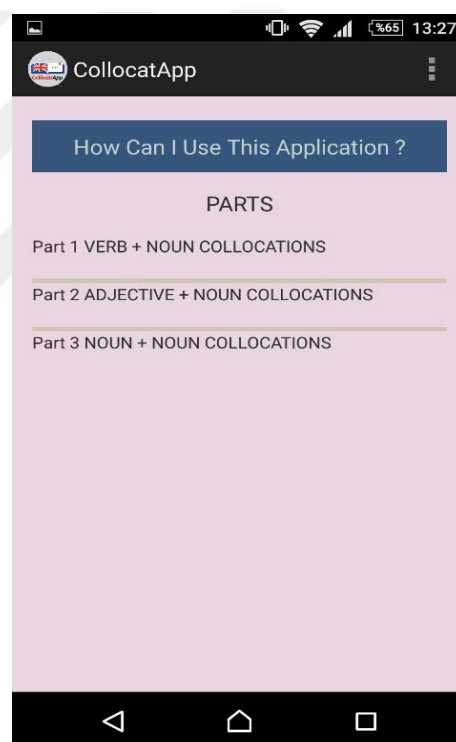 %65 13:27
CollocatApp
How Can I Use This Application ?
PARTS
Part 1 VERB + NOUN COLLOCATIONS
Part 2 ADJECTIVE + NOUN COLLOCATIONS
Part 3 NOUN + NOUN COLLOCATIONS